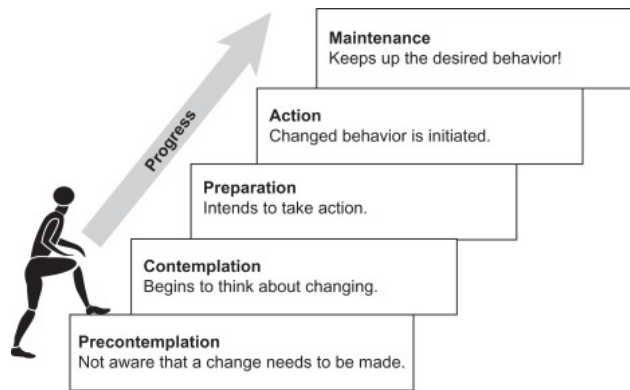 Maintenance
Keeps up the desired behavior!
Progress
Action
Changed behavior is initiated.
Preparation
Intends to take action.
Contemplation
Begins to think about changing.
Precontemplation
Not aware that a change needs to be made.